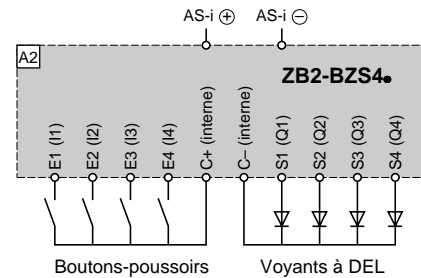 AS-i ⊕ AS-i ⊖
A2
ZB2-BZS4•
E1 (I1)
E2 (I2)
E3 (I3)
E4 (I4)
C+ (interne)
C– (interne)
S1 (Q1)
S2 (Q2)
S3 (Q3)
S4 (Q4)
Boutons-poussoirs Voyants à DEL